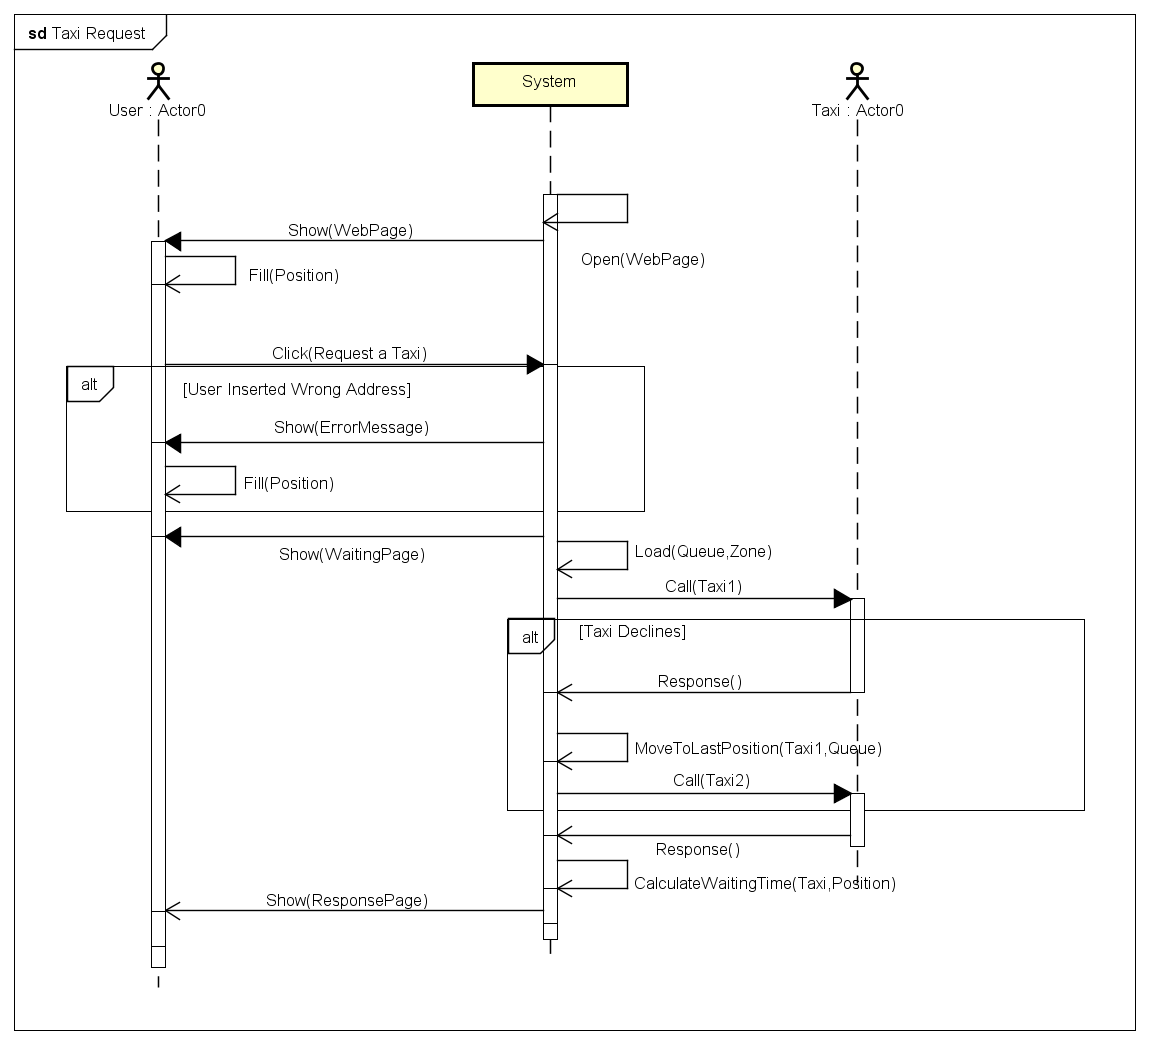 sd Taxi Request
System
User : Actor0
Taxi : Actor0
Show(WebPage)
Open(WebPage)
Fill(Position)
Click(Request a Taxi)
alt
[User Inserted Wrong Address]
Show(ErrorMessage)
Fill(Position)
Show(WaitingPage)
Load(Queue,Zone)
Call(Taxi1)
alt
[Taxi Declines]
Response()
MoveToLastPosition(Taxi1,Queue)
Call(Taxi2)
Response()
CalculateWaitingTime(Taxi,Position)
Show(ResponsePage)